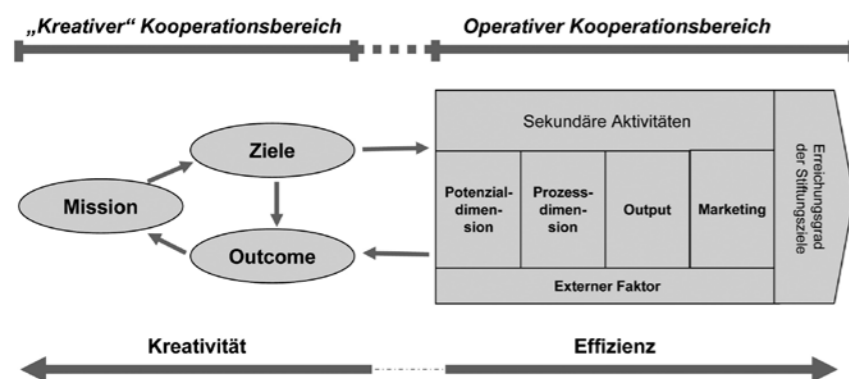 „Kreativer“ Kooperationsbereich
Operativer Kooperationsbereich
Ziele
Mission
Outcome
Sekundäre Aktivitäten
Potenzial-
dimen-
sion
Prozess-
dimen-
sion
Output
Marketing
Externer Faktor
Erreichungsgrad
der Stiftungsziele
Kreativität
Effizienz